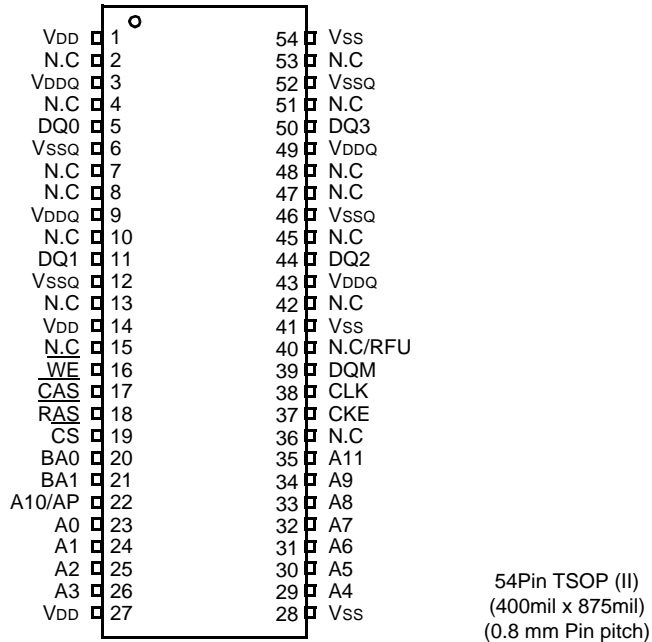 VDD 1 54 VSS
N.C 2 53 N.C
VDDQ 3 52 VSSQ
N.C 4 51 N.C
DQ0 5 50 DQ3
VSSQ 6 49 VDDQ
N.C 7 48 N.C
N.C 8 47 N.C
VDDQ 9 46 VSSQ
N.C 10 45 N.C
DQ1 11 44 DQ2
VSSQ 12 43 VDDQ
N.C 13 42 N.C
VDD 14 41 VSS
N.C 15 40 N.C/RFU
WE 16 39 DQM
CAS 17 38 CLK
RAS 18 37 CKE
CS 19 36 N.C
BA0 20 35 A11
BA1 21 34 A9
A10/AP 22 33 A8
A0 23 32 A7
A1 24 31 A6
A2 25 30 A5
A3 26 29 A4
VDD 27 28 VSS
54Pin TSOP (II)
(400mil x 875mil)
(0.8 mm Pin pitch)